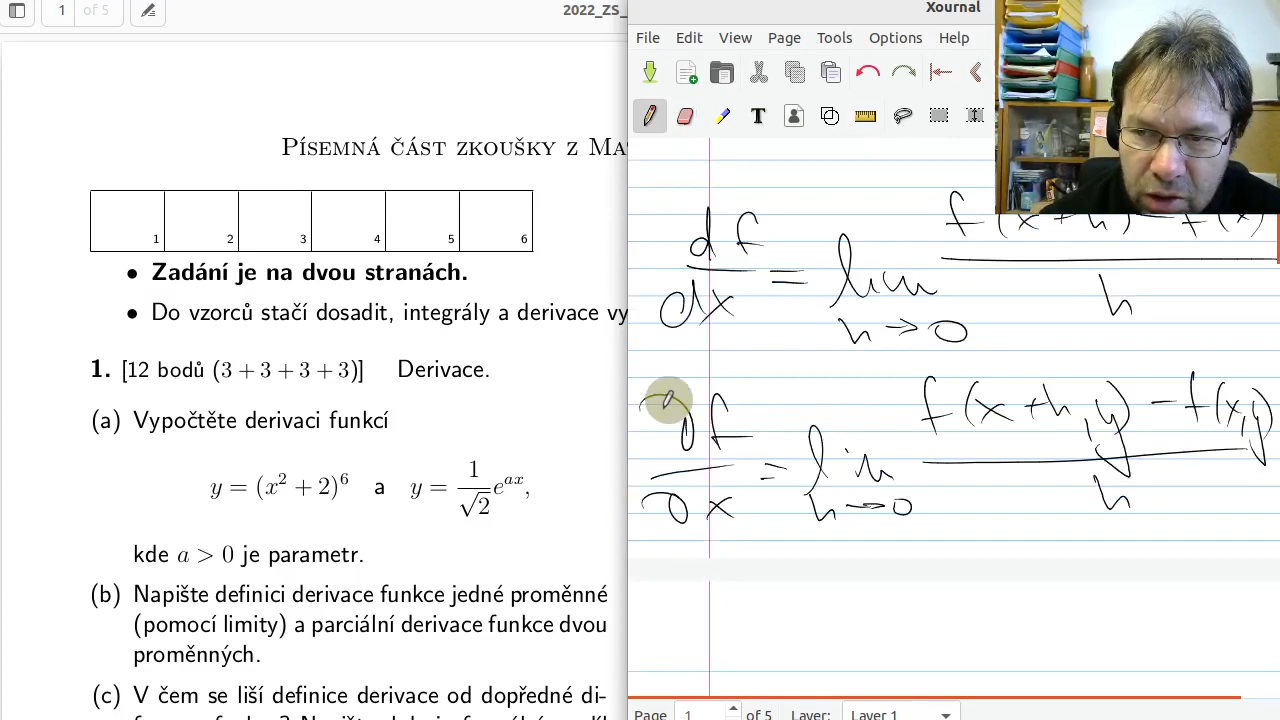 1 of 5
2022_ZS_
Písemná část zkoušky z Ma
1 2 3 4 5 6
• Zadání je na dvou stranách.
• Do vzorců stačí dosadit, integrály a derivace vy
1. [12 bodů (3 + 3 + 3 + 3)] Derivace.
(a) Vypočtěte derivaci funkcí
y = (x² + 2)⁶ a y = 1/√2 e^{ax},
kde a > 0 je parametr.
(b) Napište definici derivace funkce jedné proměnné
(pomocí limity) a parciální derivace funkce dvou
proměnných.
(c) V čem se liší definice derivace od dopředné di-
Xournal
File Edit View Page Tools Options Help
T
df/dx = lim h→0 f(x+h) − f(x) / h
∂f/∂x = lim h→0 f(x+h,y) − f(x,y) / h
Page 1 of 5 Layer: Layer 1